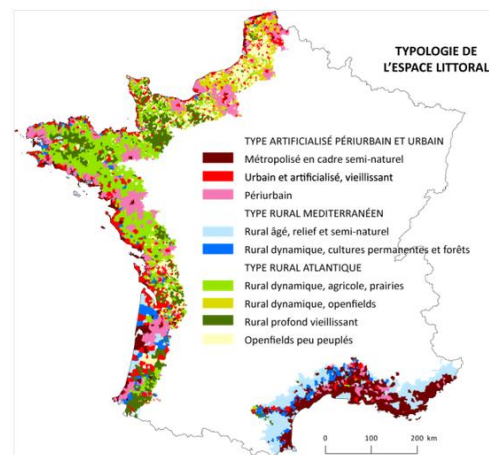 TYPOLOGIE DE
L'ESPACE LITTORAL
TYPE ARTIFICIALISÉ PÉRIURBAIN ET URBAIN
Métropolisé en cadre semi-naturel
Urbain et artificialisé, vieillissant
Périurbain
TYPE RURAL MEDITERRANÉEN
Rural âgé, relief et semi-naturel
Rural dynamique, cultures permanentes et forêts
TYPE RURAL ATLANTIQUE
Rural dynamique, agricole, prairies
Rural dynamique, openfields
Rural profond vieillissant
Openfields peu peuplés
0 100 200 km